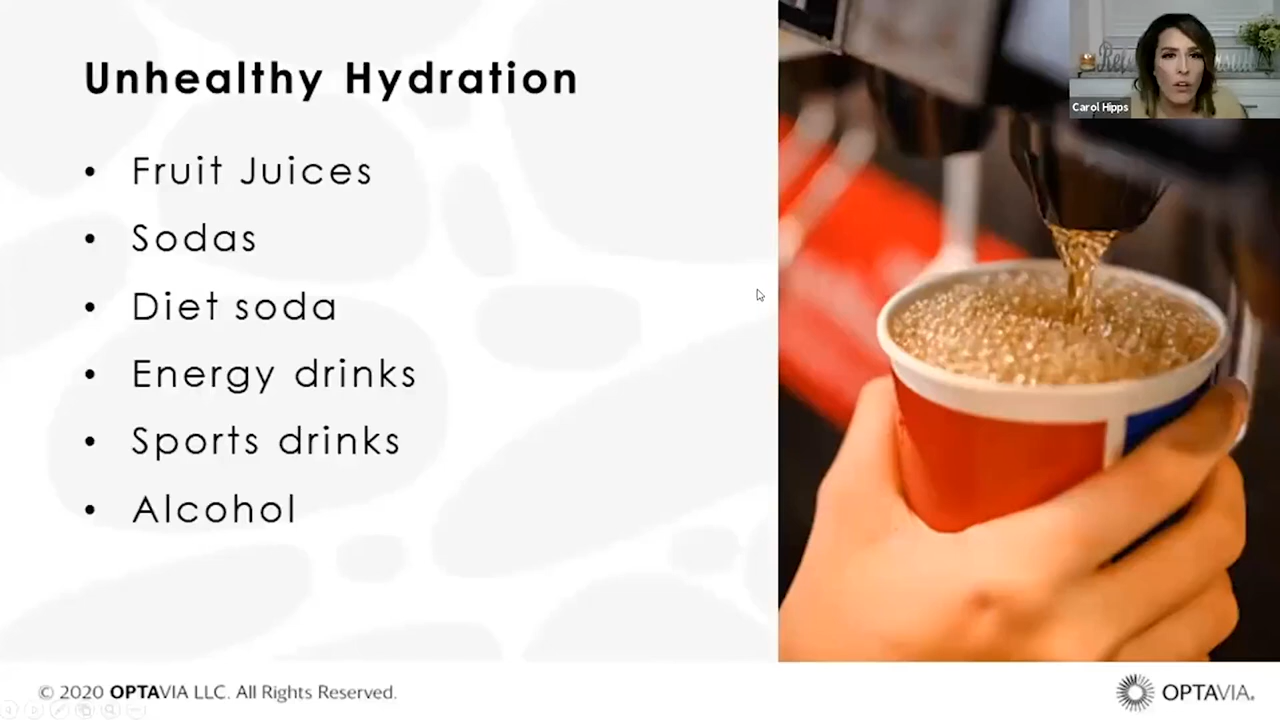 Unhealthy Hydration
Carol Hipps
• Fruit Juices
• Sodas
• Diet soda
• Energy drinks
• Sports drinks
• Alcohol
© 2020 OPTAVIA LLC. All Rights Reserved.
OPTAVIA®